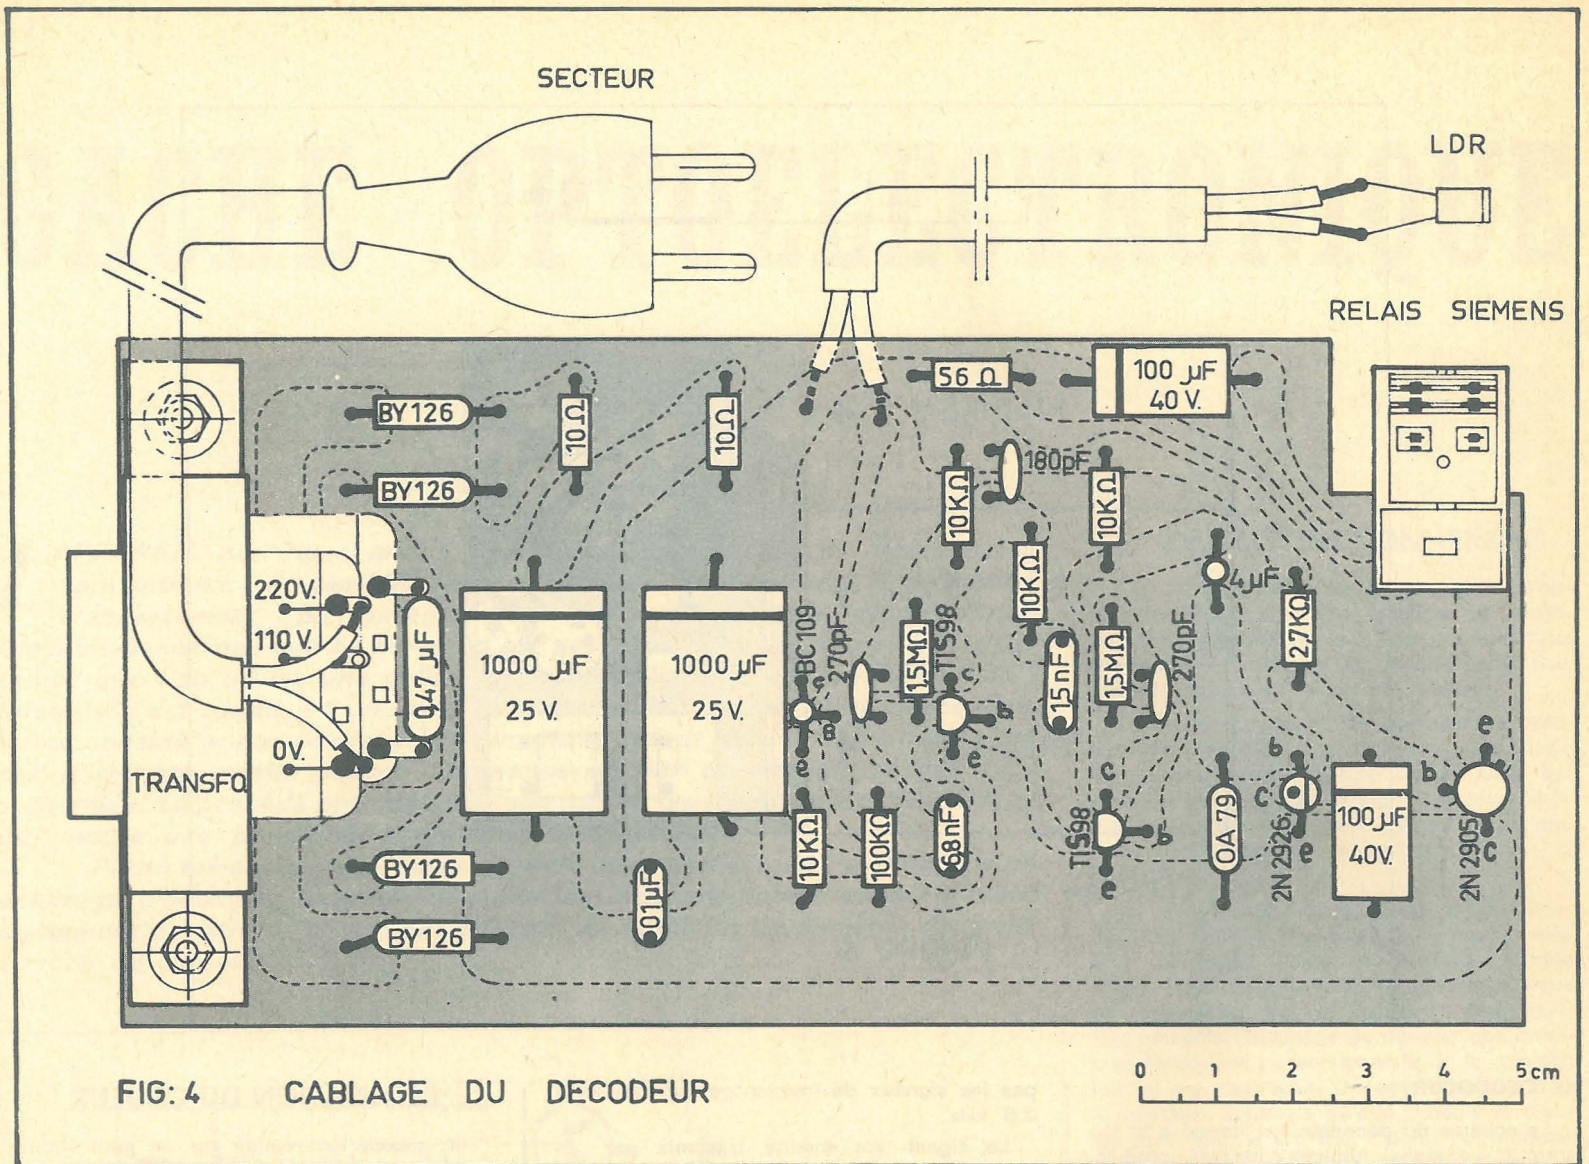 SECTEUR
LDR
RELAIS SIEMENS
56 Ω
100 µF
40 V.
BY126
10Ω
10Ω
BY126
180pF
10KΩ
10KΩ
10KΩ
4µF
2,7KΩ
220V.
110 V.
0V.
TRANSFO.
0,47 µF
1000 µF
25 V.
1000 µF
25 V.
BC109
c
B
e
270pF
1,5MΩ
TIS98
c
b
e
15nF
1,5MΩ
270pF
10KΩ
100KΩ
68nF
TIS98
c
b
e
OA 79
2N 2926
b
c
e
100µF
40V.
2N 2905
e
b
c
BY126
BY126
0,1µF
FIG: 4 CABLAGE DU DECODEUR
0 1 2 3 4 5cm